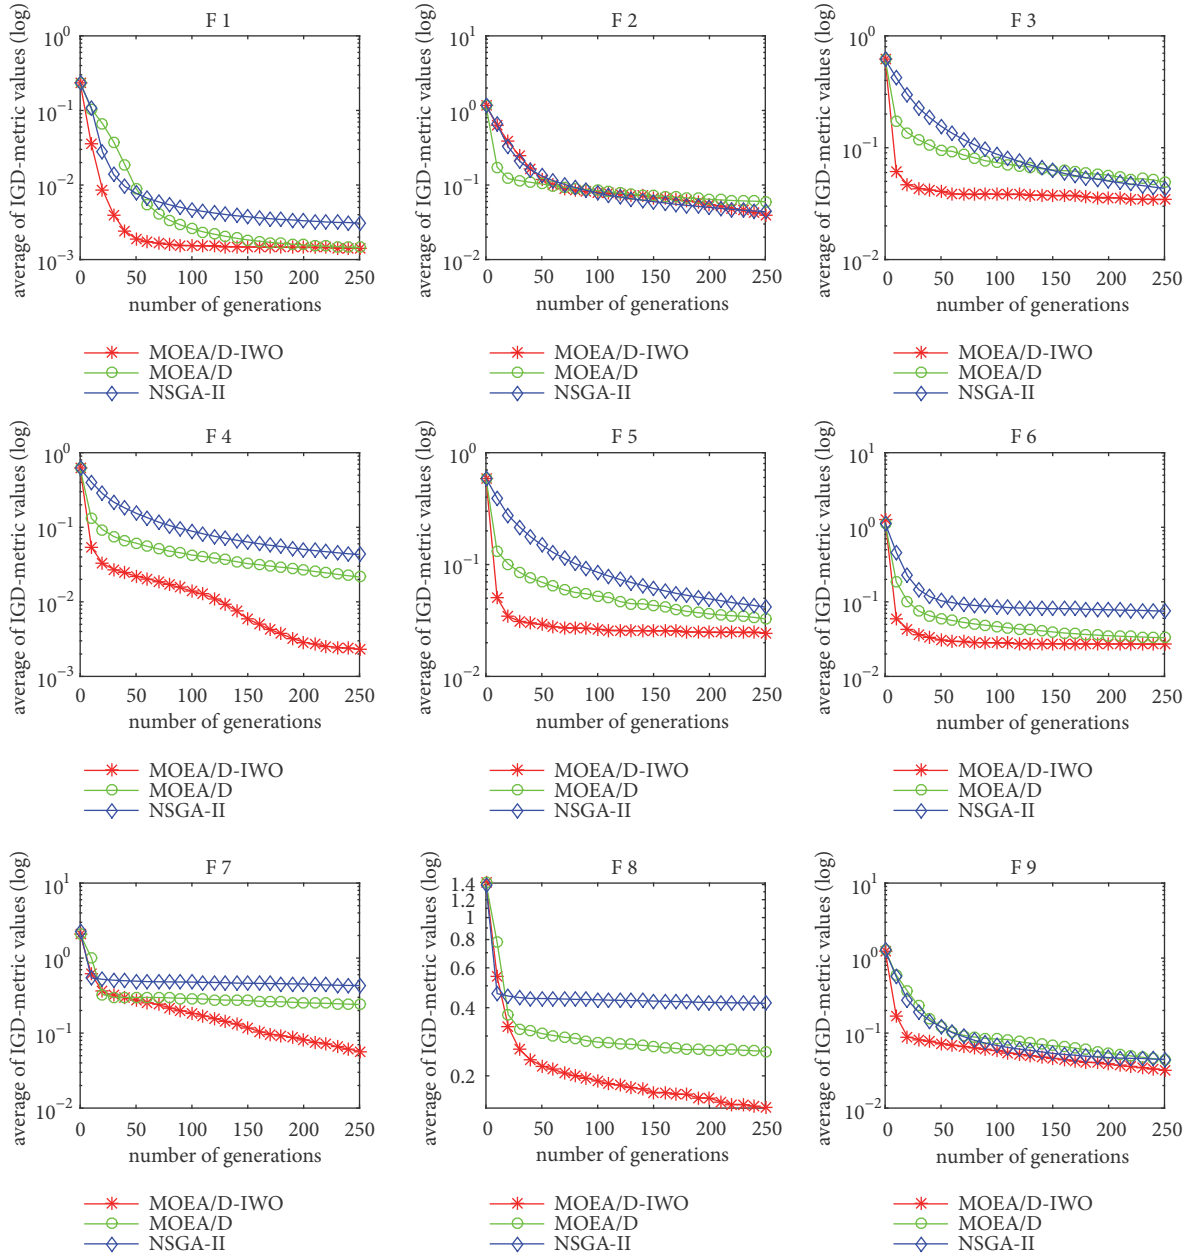 F 1
average of IGD-metric values (log)
10^0
10^-1
10^-2
10^-3
0 50 100 150 200 250
number of generations
MOEA/D-IWO
MOEA/D
NSGA-II
F 2
average of IGD-metric values (log)
10^1
10^0
10^-1
10^-2
0 50 100 150 200 250
number of generations
MOEA/D-IWO
MOEA/D
NSGA-II
F 3
average of IGD-metric values (log)
10^0
10^-1
10^-2
0 50 100 150 200 250
number of generations
MOEA/D-IWO
MOEA/D
NSGA-II
F 4
average of IGD-metric values (log)
10^0
10^-1
10^-2
10^-3
0 50 100 150 200 250
number of generations
MOEA/D-IWO
MOEA/D
NSGA-II
F 5
average of IGD-metric values (log)
10^0
10^-1
10^-2
0 50 100 150 200 250
number of generations
MOEA/D-IWO
MOEA/D
NSGA-II
F 6
average of IGD-metric values (log)
10^1
10^0
10^-1
10^-2
0 50 100 150 200 250
number of generations
MOEA/D-IWO
MOEA/D
NSGA-II
F 7
average of IGD-metric values (log)
10^1
10^0
10^-1
10^-2
0 50 100 150 200 250
number of generations
MOEA/D-IWO
MOEA/D
NSGA-II
F 8
average of IGD-metric values (log)
1.4
1.2
1
0.8
0.6
0.4
0.2
0 50 100 150 200 250
number of generations
MOEA/D-IWO
MOEA/D
NSGA-II
F 9
average of IGD-metric values (log)
10^1
10^0
10^-1
10^-2
0 50 100 150 200 250
number of generations
MOEA/D-IWO
MOEA/D
NSGA-II